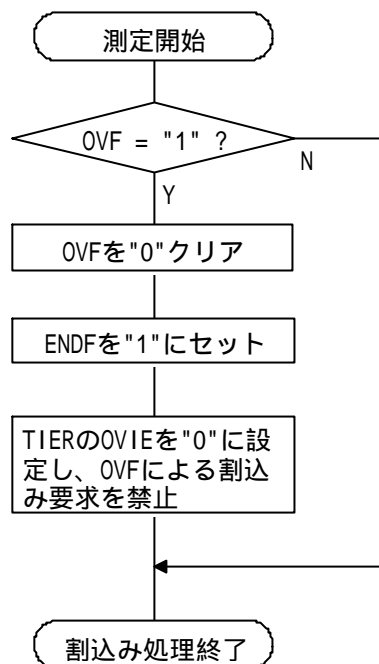 測定開始
OVF = "1" ?
N
Y
OVFを"0"クリア
ENDFを"1"にセット
TIERのOVIEを"0"に設
定し、OVFによる割込
み要求を禁止
割込み処理終了